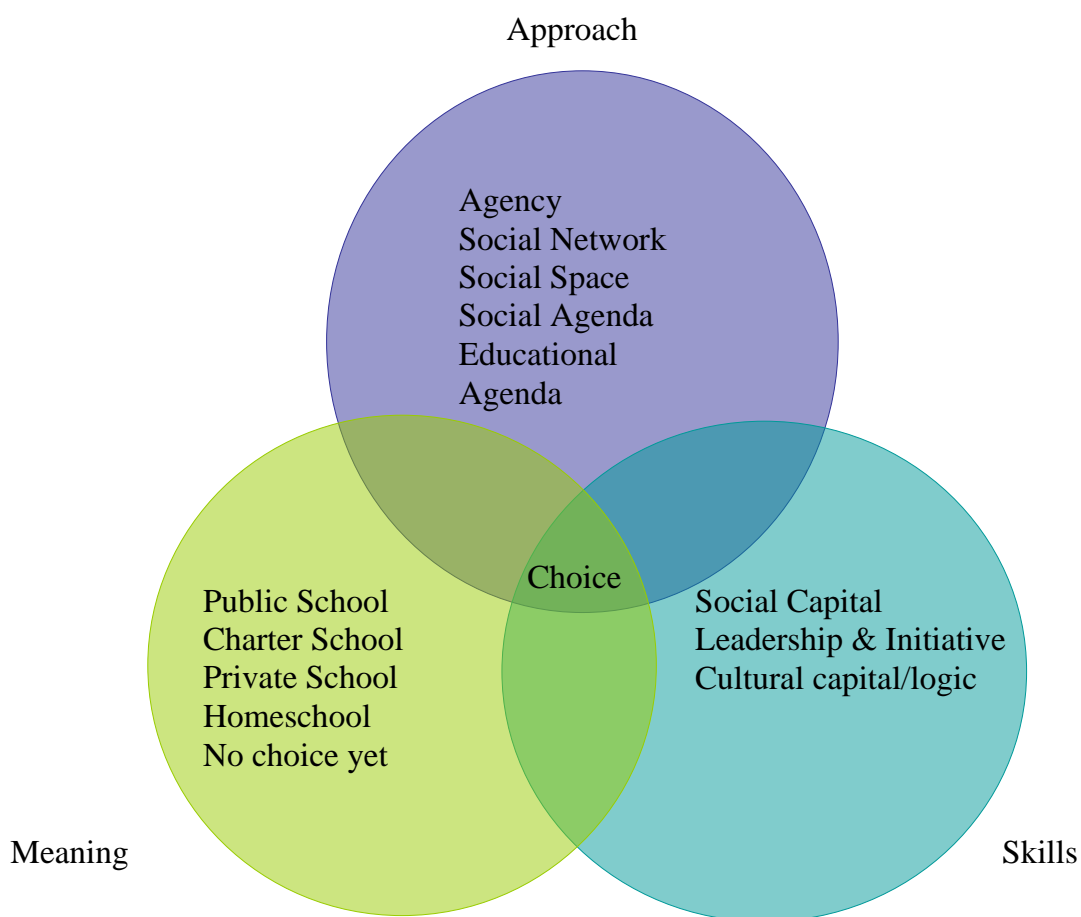 Approach
Agency
Social Network
Social Space
Social Agenda
Educational
Agenda
Choice
Public School
Charter School
Private School
Homeschool
No choice yet
Social Capital
Leadership & Initiative
Cultural capital/logic
Meaning
Skills